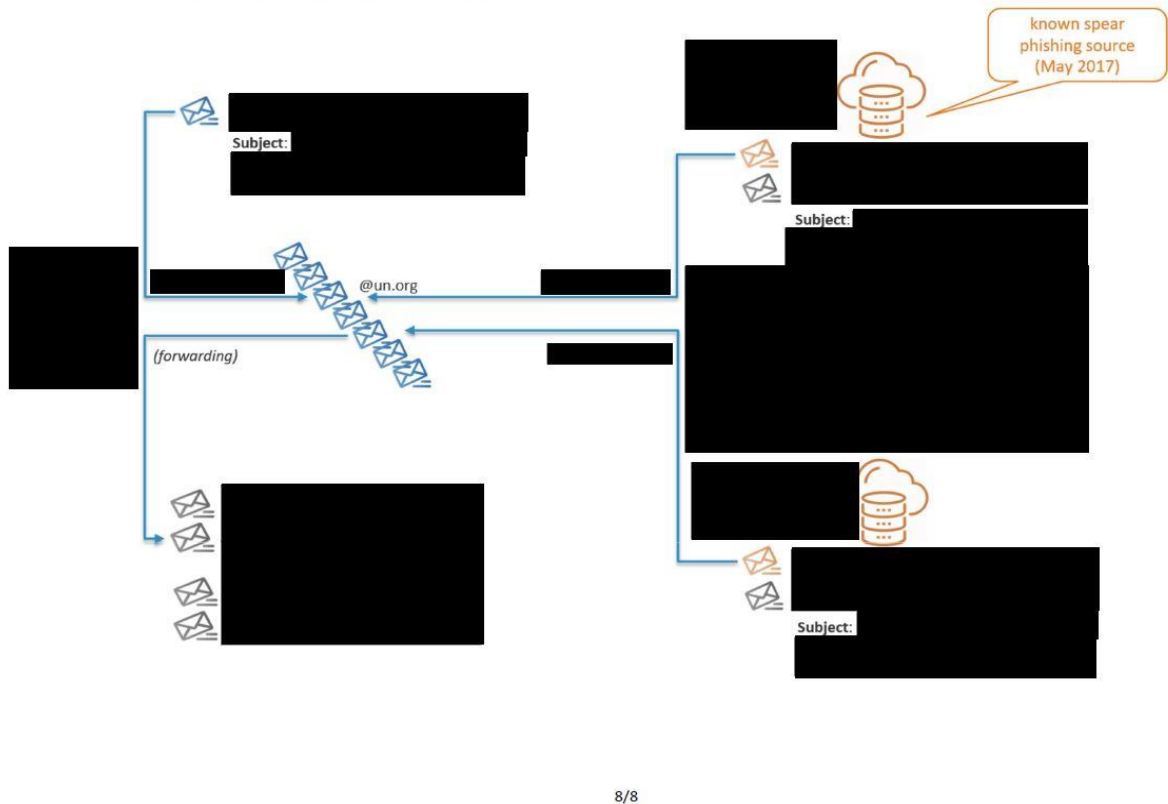 known spear
phishing source
(May 2017)
Subject:
Subject:
@un.org
(forwarding)
Subject:
8/8